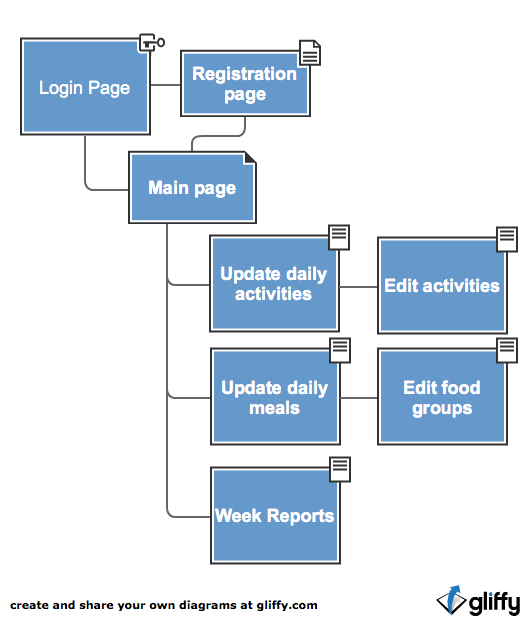 Login Page
Registration
page
Main page
Update daily
activities
Edit activities
Update daily
meals
Edit food
groups
Week Reports
create and share your own diagrams at gliffy.com
gliffy